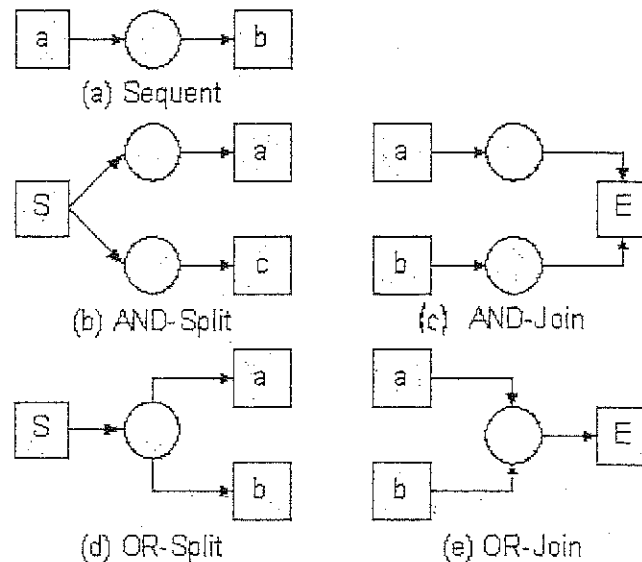 a b
(a) Sequent
a
S
c
(b) AND-Split
a
E
b
(c) AND-Join
a
S
b
(d) OR-Split
a
E
b
(e) OR-Join